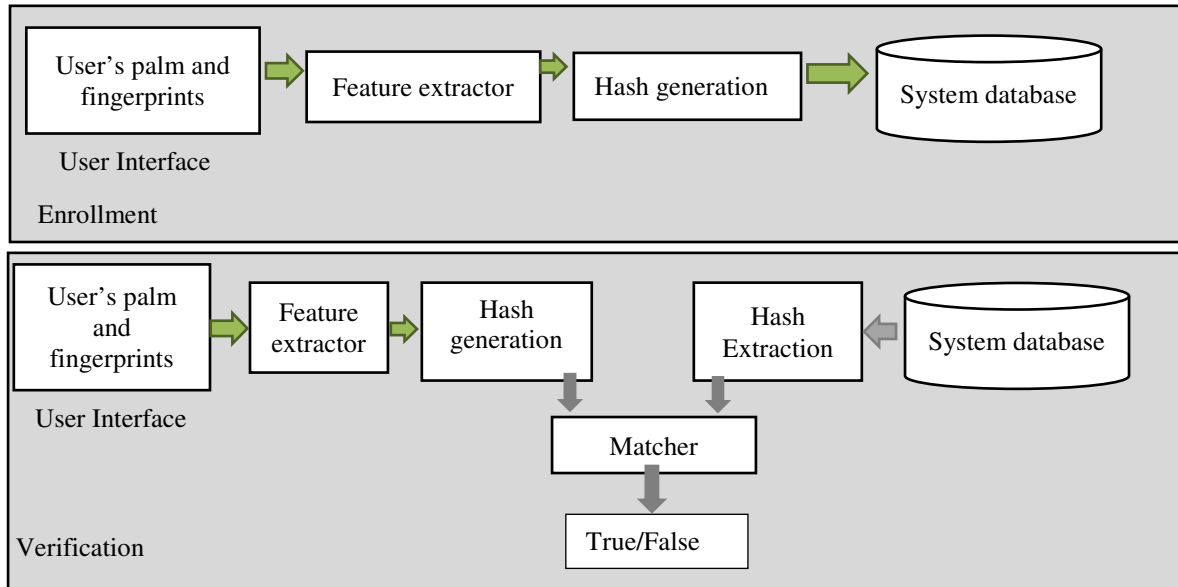 User’s palm and
fingerprints
Feature extractor
Hash generation
System database
User Interface
Enrollment
User’s palm
and
fingerprints
Feature
extractor
Hash
generation
Hash
Extraction
System database
User Interface
Matcher
True/False
Verification